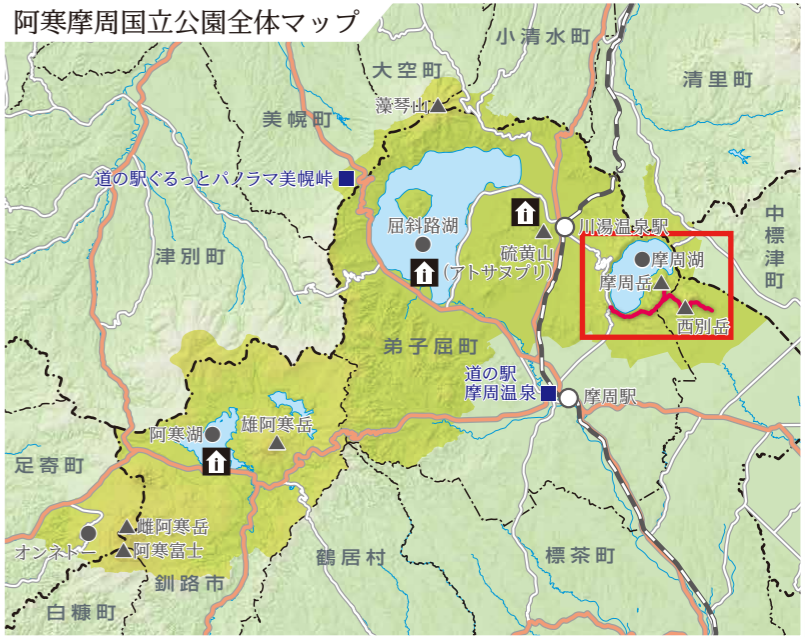 阿寒摩周国立公園全体マップ
小清水町
大空町
清里町
藻琴山
美幌町
道の駅ぐるっとパノラマ美幌峠
中標津町
屈斜路湖
川湯温泉駅
硫黄山
(アトサヌプリ)
摩周湖
摩周岳
西別岳
津別町
弟子屈町
道の駅
摩周温泉
摩周駅
阿寒湖
雄阿寒岳
足寄町
雌阿寒岳
オンネトー
阿寒富士
鶴居村
標茶町
釧路市
白糠町